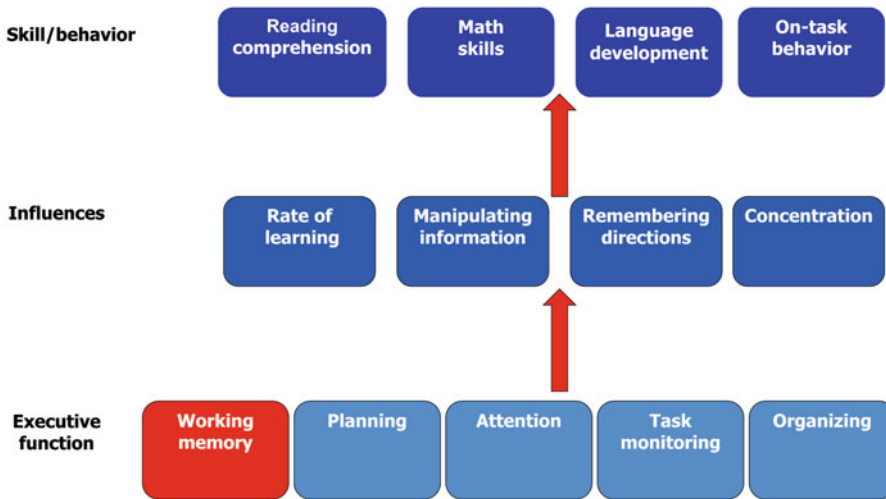 Skill/behavior
Reading
comprehension
Math
skills
Language
development
On-task
behavior
Influences
Rate of
learning
Manipulating
information
Remembering
directions
Concentration
Executive
function
Working
memory
Planning
Attention
Task
monitoring
Organizing